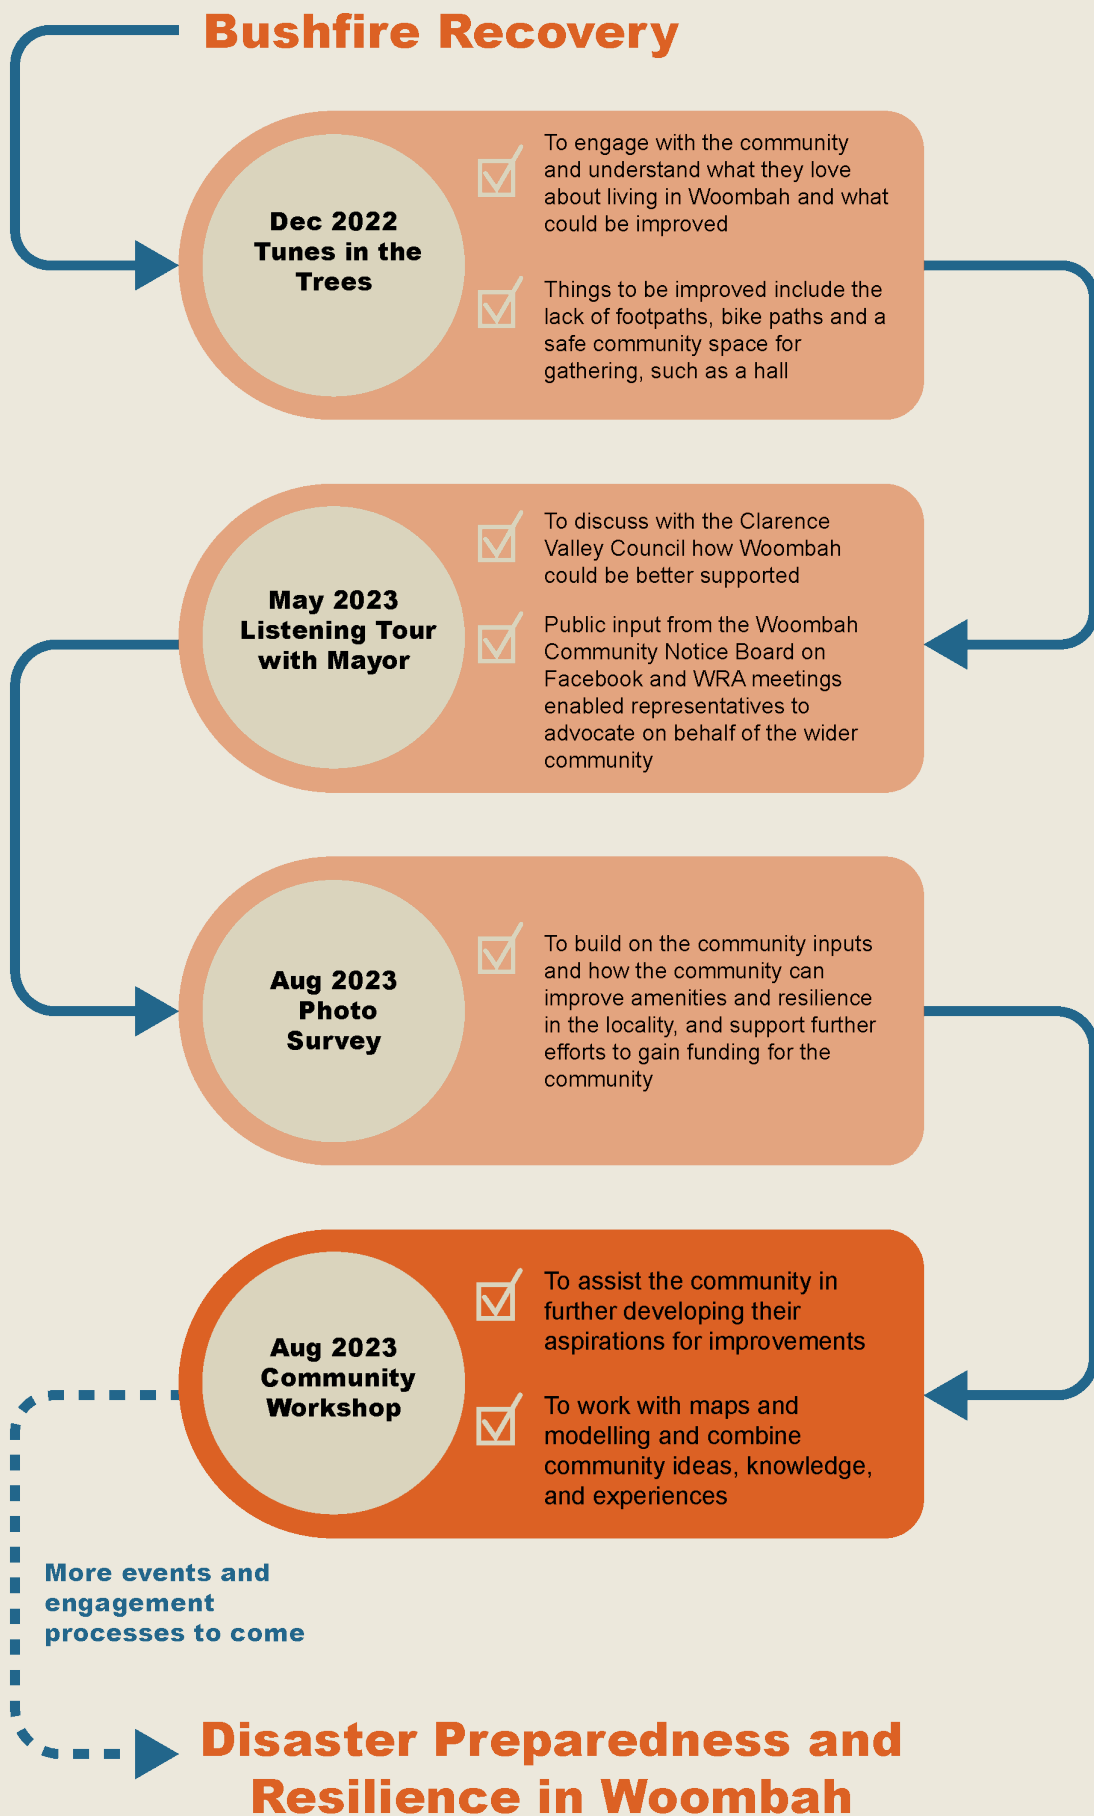 Bushfire Recovery
Dec 2022
Tunes in the
Trees
To engage with the community
and understand what they love
about living in Woombah and what
could be improved
Things to be improved include the
lack of footpaths, bike paths and a
safe community space for
gathering, such as a hall
May 2023
Listening Tour
with Mayor
To discuss with the Clarence
Valley Council how Woombah
could be better supported
Public input from the Woombah
Community Notice Board on
Facebook and WRA meetings
enabled representatives to
advocate on behalf of the wider
community
Aug 2023
Photo
Survey
To build on the community inputs
and how the community can
improve amenities and resilience
in the locality, and support further
efforts to gain funding for the
community
Aug 2023
Community
Workshop
To assist the community in
further developing their
aspirations for improvements
To work with maps and
modelling and combine
community ideas, knowledge,
and experiences
More events and
engagement
processes to come
Disaster Preparedness and
Resilience in Woombah